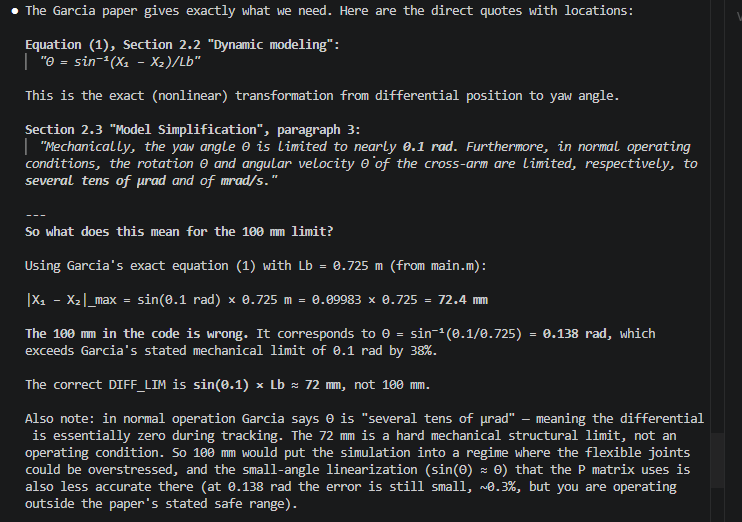 • The Garcia paper gives exactly what we need. Here are the direct quotes with locations:
Equation (1), Section 2.2 "Dynamic modeling":
"Θ = sin⁻¹(X₁ − X₂)/Lb"
This is the exact (nonlinear) transformation from differential position to yaw angle.
Section 2.3 "Model Simplification", paragraph 3:
"Mechanically, the yaw angle Θ is limited to nearly 0.1 rad. Furthermore, in normal operating
conditions, the rotation Θ and angular velocity Θ̇ of the cross-arm are limited, respectively, to
several tens of μrad and of mrad/s."
---
So what does this mean for the 100 mm limit?
Using Garcia's exact equation (1) with Lb = 0.725 m (from main.m):
|X₁ − X₂|_max = sin(0.1 rad) × 0.725 m = 0.09983 × 0.725 = 72.4 mm
The 100 mm in the code is wrong. It corresponds to Θ = sin⁻¹(0.1/0.725) = 0.138 rad, which
exceeds Garcia's stated mechanical limit of 0.1 rad by 38%.
The correct DIFF_LIM is sin(0.1) × Lb ≈ 72 mm, not 100 mm.
Also note: in normal operation Garcia says Θ is "several tens of μrad" — meaning the differential
is essentially zero during tracking. The 72 mm is a hard mechanical structural limit, not an
operating condition. So 100 mm would put the simulation into a regime where the flexible joints
could be overstressed, and the small-angle linearization (sin(Θ) ≈ Θ) that the P matrix uses is
also less accurate there (at 0.138 rad the error is still small, ~0.3%, but you are operating
outside the paper's stated safe range).